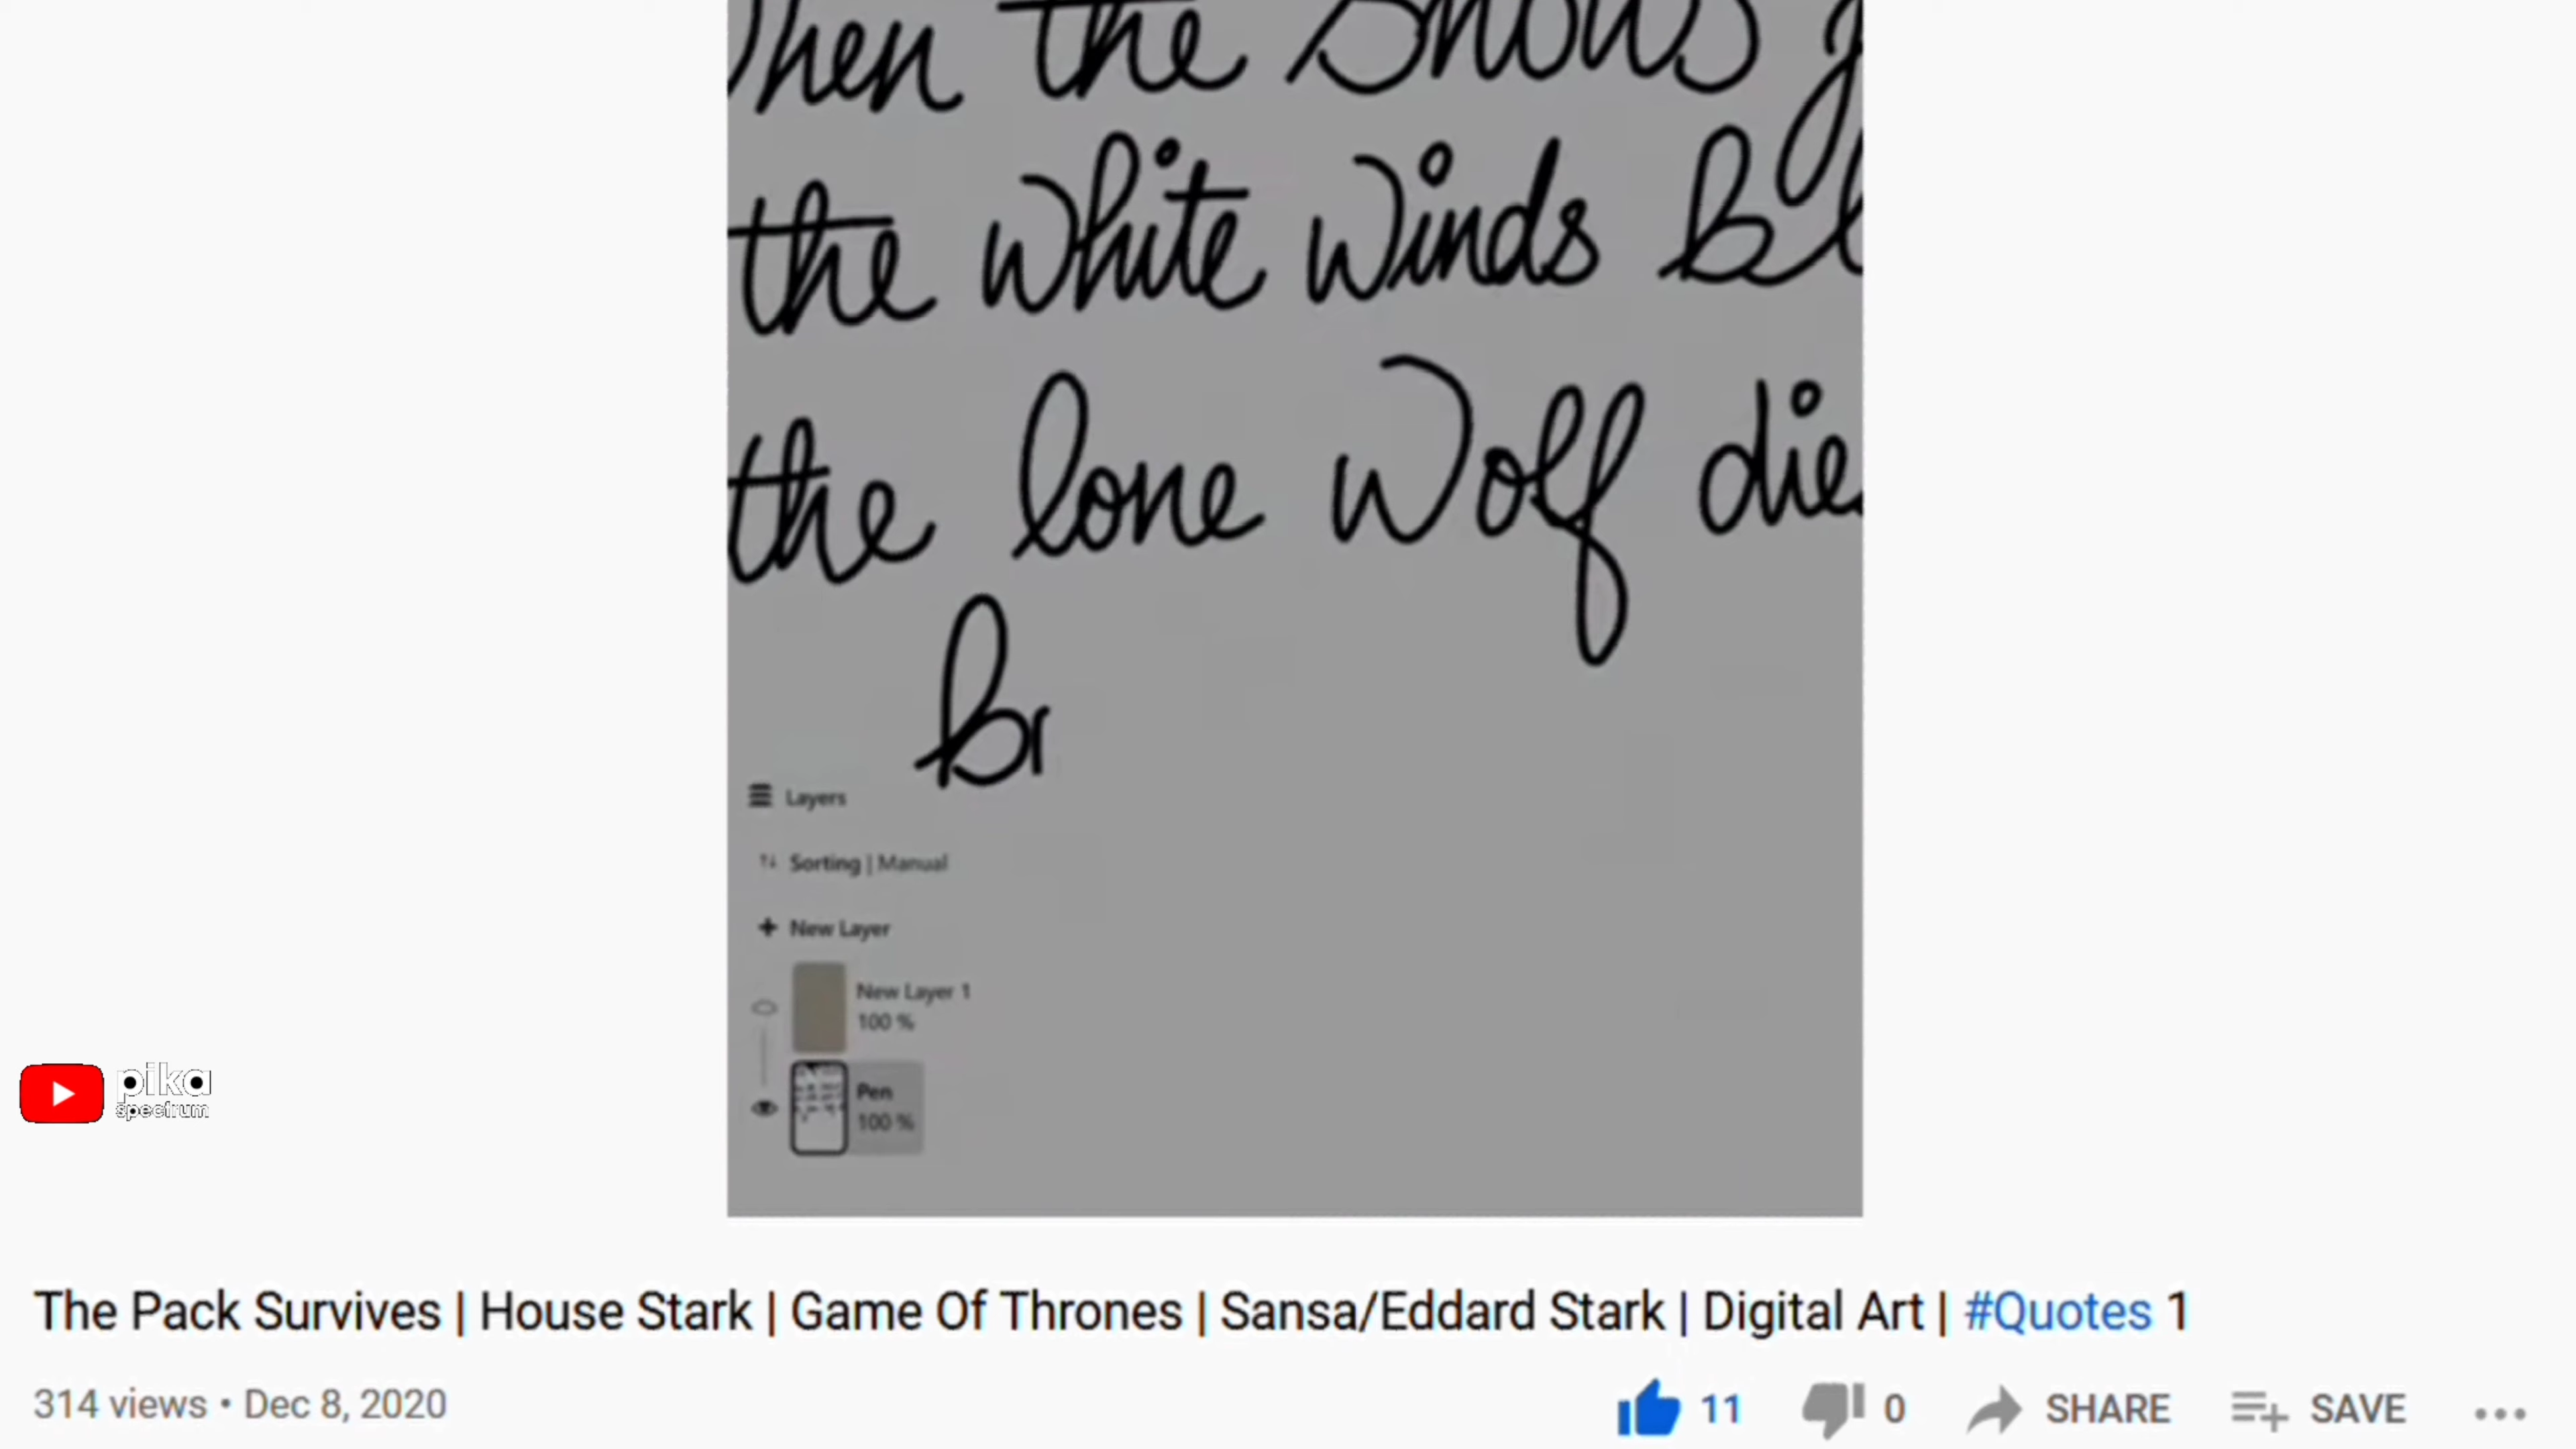 When the Snows
the White Winds Bl
the lone Wolf die
Br
Layers
Sorting | Manual
New Layer
New Layer 1
100 %
Pen
100 %
pika
spectrum
The Pack Survives | House Stark | Game Of Thrones | Sansa/Eddard Stark | Digital Art | #Quotes 1
314 views • Dec 8, 2020
11 0 SHARE SAVE